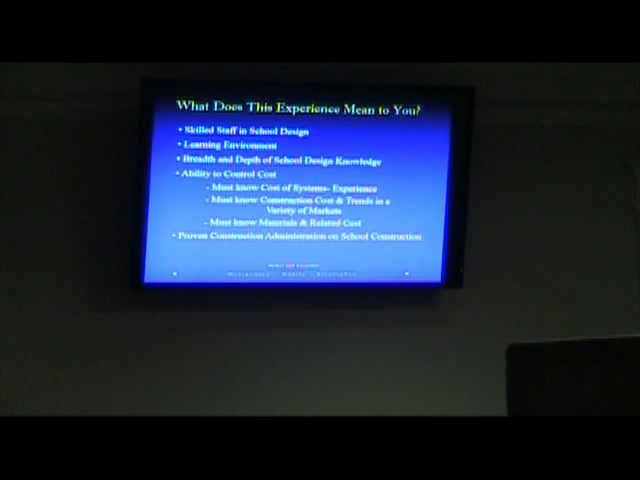 What Does This Experience Mean to You?
• Skilled Staff in School Design
• Learning Environment
• Breadth and Depth of School Design Knowledge
• Ability to Control Cost
- Must know Cost of Systems- Experience
- Must know Construction Cost & Trends in a
Variety of Markets
- Must know Materials & Related Cost
• Proven Construction Administration on School Construction